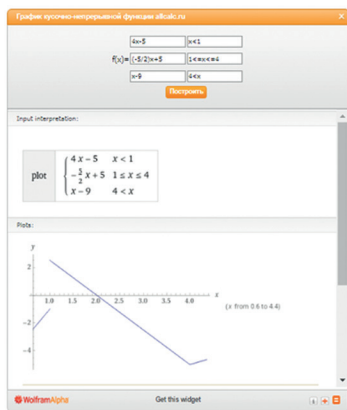 График кусочно-непрерывной функции allcalc.ru ×
4x-5 x<1
f(x)= (-5/2)x+5 1<=x<=4
x-9 4<x
Построить
Input interpretation:
plot
4 x − 5 x < 1
− 5/2 x + 5 1 ≤ x ≤ 4
x − 9 4 < x
Plots:
y
2
1.0 1.5 2.0 2.5 3.0 3.5 4.0 x
(x from 0.6 to 4.4)
−2
−4
WolframAlpha Get this widget